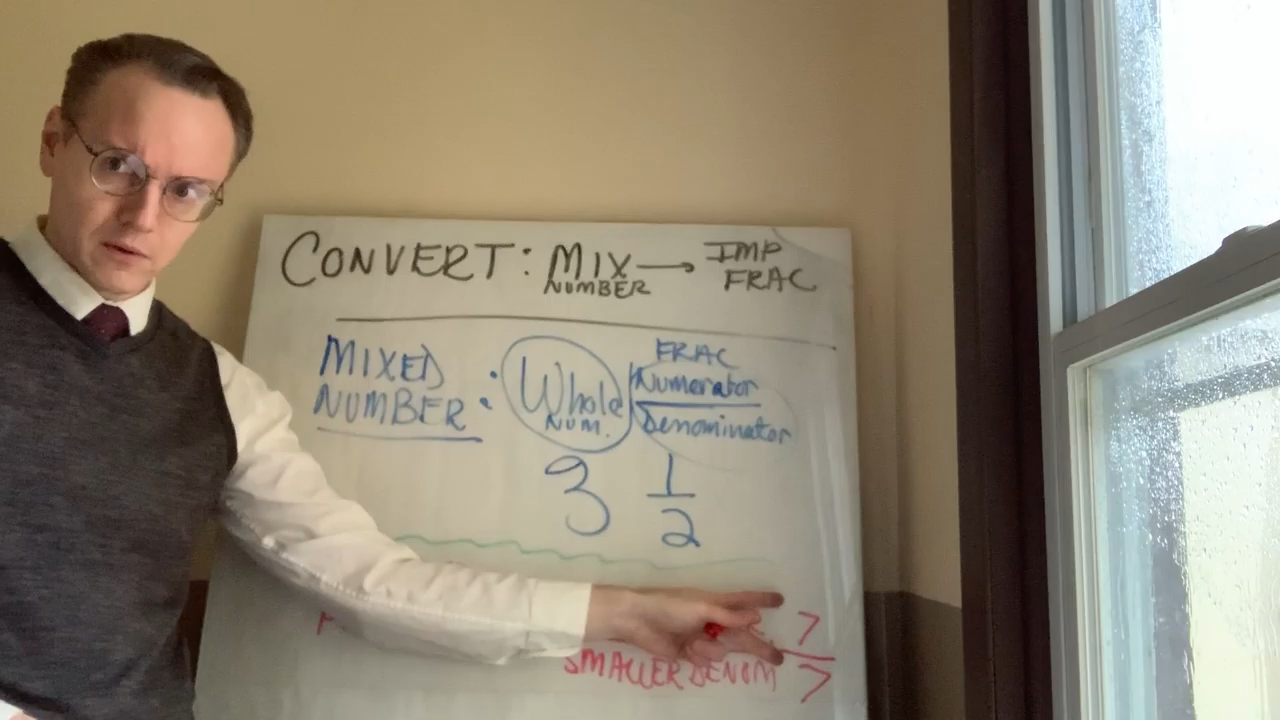 CONVERT: MIX NUMBER → IMP FRAC
MIXED NUMBER : Whole NUM. FRAC Numerator Denominator
3 1/2
7
SMALLER DENOM 7